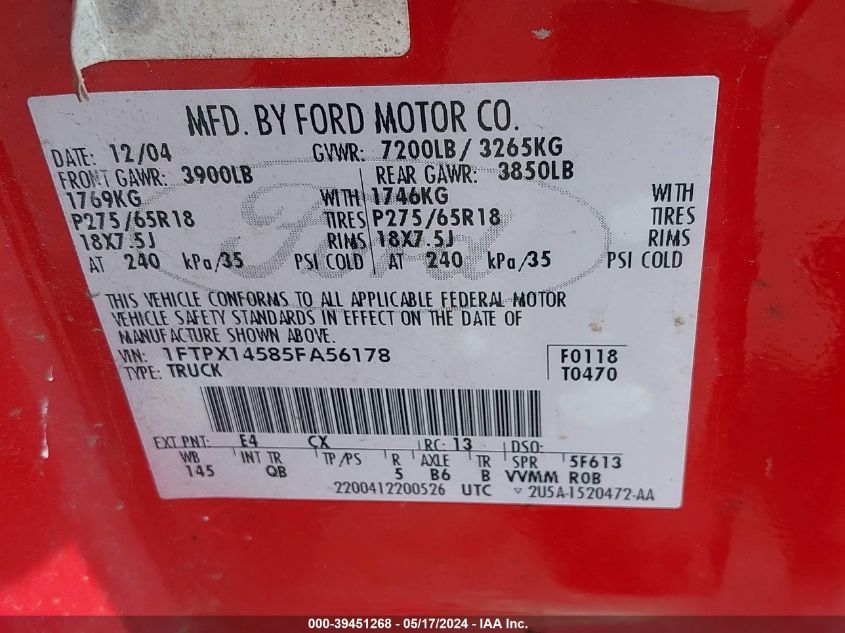 MFD. BY FORD MOTOR CO.
DATE: 12/04 GVWR: 7200LB/ 3265KG
FRONT GAWR: 3900LB REAR GAWR: 3850LB
1769KG WITH 1746KG WITH
P275/65R18 TIRES P275/65R18 TIRES
18X7.5J RIMS 18X7.5J RIMS
AT 240 kPa/35 PSI COLD AT 240 kPa/35 PSI COLD
Ford
THIS VEHICLE CONFORMS TO ALL APPLICABLE FEDERAL MOTOR
VEHICLE SAFETY STANDARDS IN EFFECT ON THE DATE OF
MANUFACTURE SHOWN ABOVE.
VIN: 1FTPX14585FA56178 F0118
TYPE: TRUCK T0470
EXT PNT: E4 CX RC: 13 DSO:
WB INT TR TP/PS R AXLE TR SPR 5F613
145 QB 5 B6 B VVMM ROB
2200412200526 UTC ▽ 2U5A-1520472-AA
000-39451268 - 05/17/2024 - IAAI, Inc.